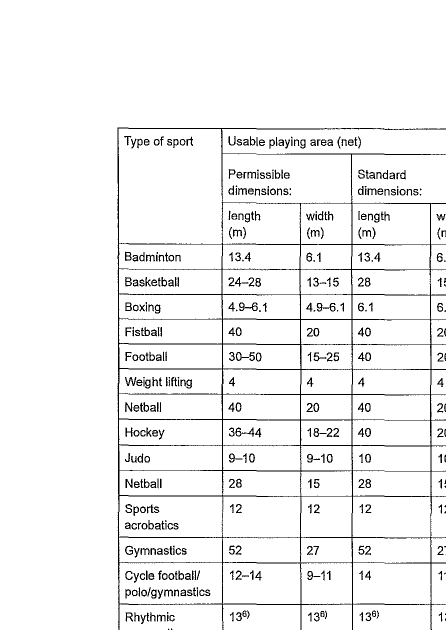 Type of sport Usable playing area (net)
Permissible dimensions: Standard dimensions:
length (m) width (m) length (m)
Badminton 13.4 6.1 13.4
Basketball 24–28 13–15 28
Boxing 4.9–6.1 4.9–6.1 6.1
Fistball 40 20 40
Football 30–50 15–25 40
Weight lifting 4 4 4 4
Netball 40 20 40
Hockey 36–44 18–22 40
Judo 9–10 9–10 10
Netball 28 15 28
Sports acrobatics 12 12 12
Gymnastics 52 27 52
Cycle football/ polo/gymnastics 12–14 9–11 14
Rhythmic 13⁶⁾ 13⁶⁾ 13⁶⁾